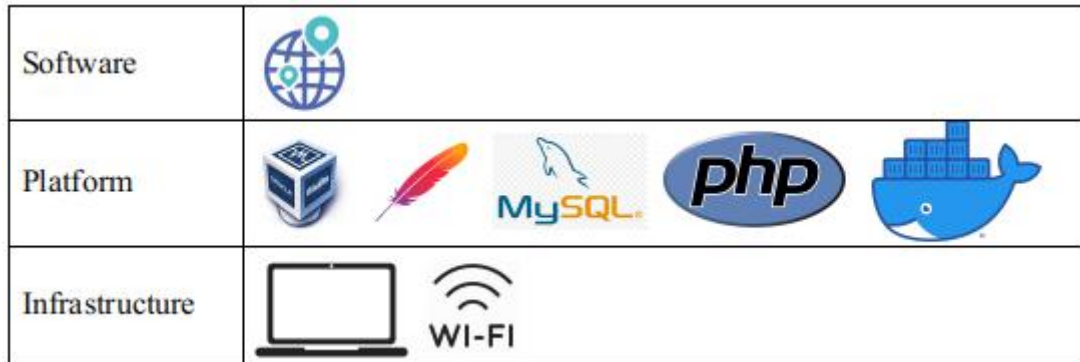 Software
Platform
MySQL
php
Infrastructure
WI-FI